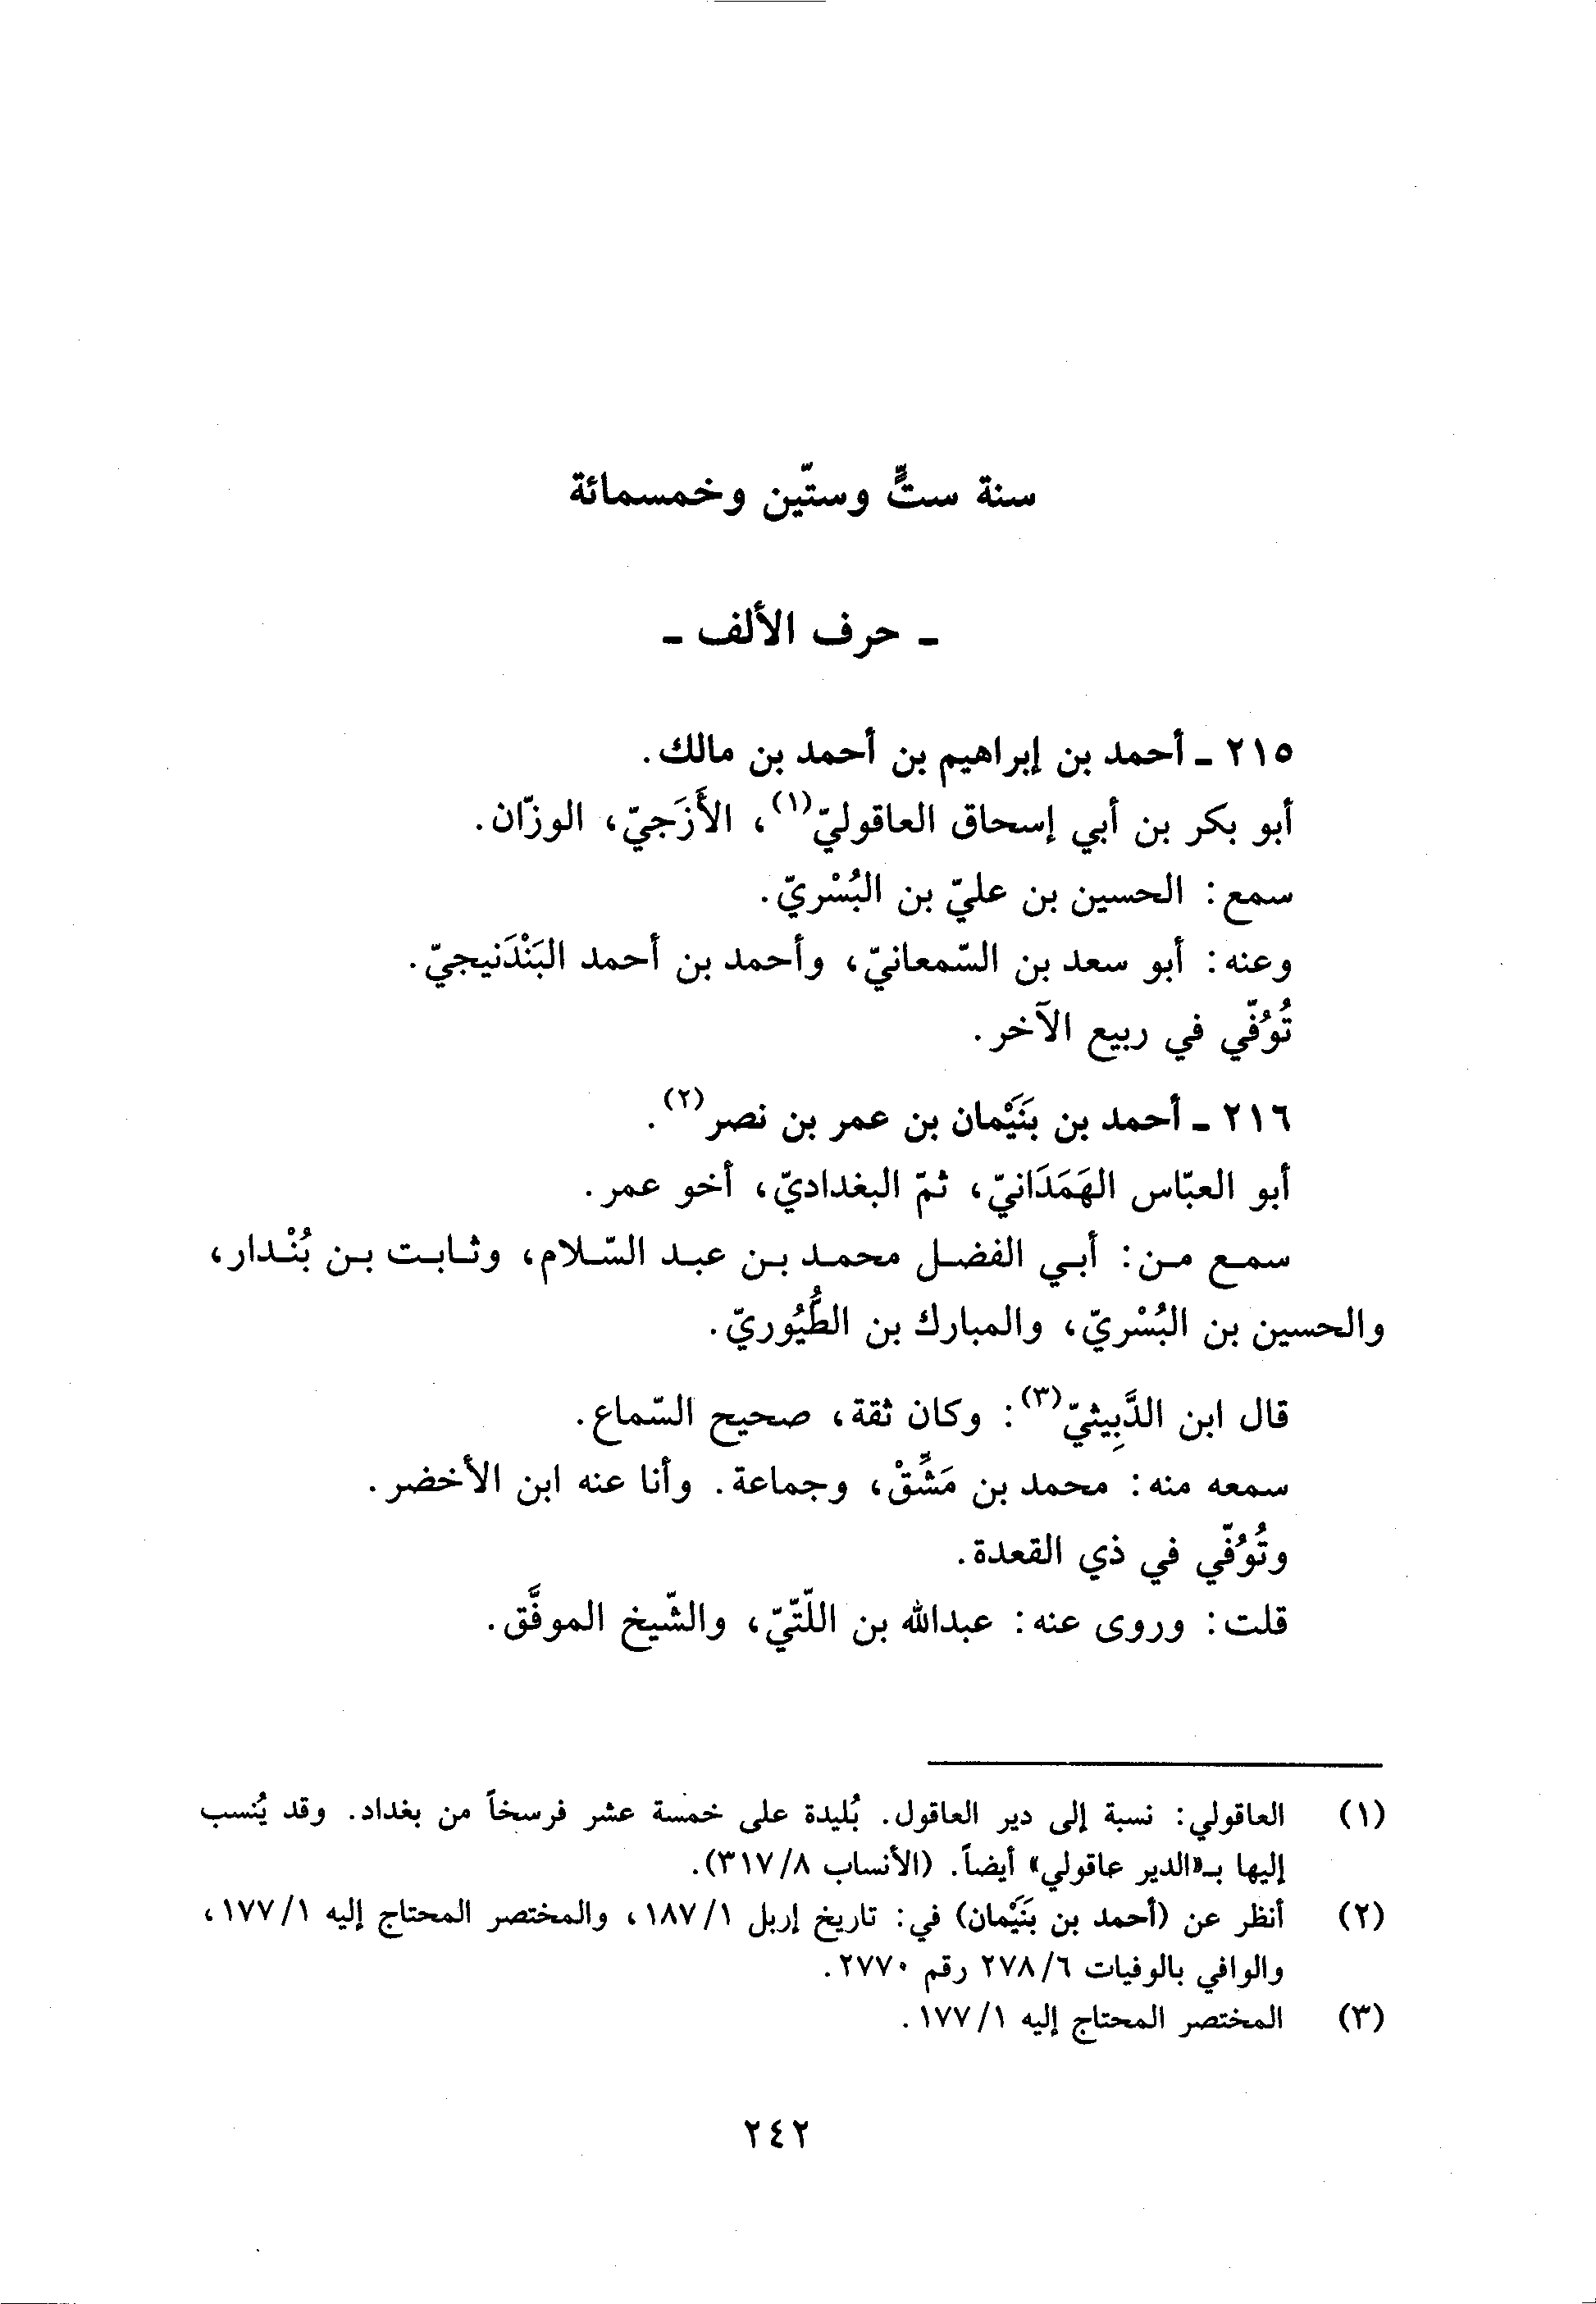 سنة ستٍّ وستّين وخمسمائة
ـ حرف الألف ـ
٢١٥ ـ أحمد بن إبراهيم بن أحمد بن مالك.
أبو بكر بن أبي إسحاق العاقوليّ(١)، الأَزَجيّ، الوزّان.
سمع: الحسين بن عليّ بن البُسْريّ.
وعنه: أبو سعد بن السّمعانيّ، وأحمد بن أحمد البَنْدَنيجيّ.
تُوُفّي في ربيع الآخر.
٢١٦ ـ أحمد بن بَنَيْمان بن عمر بن نصر(٢).
أبو العبّاس الهَمَدَانيّ، ثمّ البغداديّ، أخو عمر.
سمع من: أبي الفضل محمد بن عبد السّلام، وثابت بن بُنْدار،
والحسين بن البُسْريّ، والمبارك بن الطُّيُوريّ.
قال ابن الدَّبِيثيّ(٣): وكان ثقة، صحيح السّماع.
سمعه منه: محمد بن مَشِّقْ، وجماعة. وأنا عنه ابن الأخضر.
وتُوُفّي في ذي القعدة.
قلت: وروى عنه: عبدالله بن اللّتّيّ، والشّيخ الموفَّق.
(١) العاقولي: نسبة إلى دير العاقول. بُليدة على خمسة عشر فرسخاً من بغداد. وقد يُنسب
إليها بـ«الدير عاقولي» أيضاً. (الأنساب ٣١٧/٨).
(٢) أنظر عن (أحمد بن بَنَيْمان) في: تاريخ إربل ١٨٧/١، والمختصر المحتاج إليه ١٧٧/١،
والوافي بالوفيات ٢٧٨/٦ رقم ٢٧٧٠.
(٣) المختصر المحتاج إليه ١٧٧/١.
٢٤٢